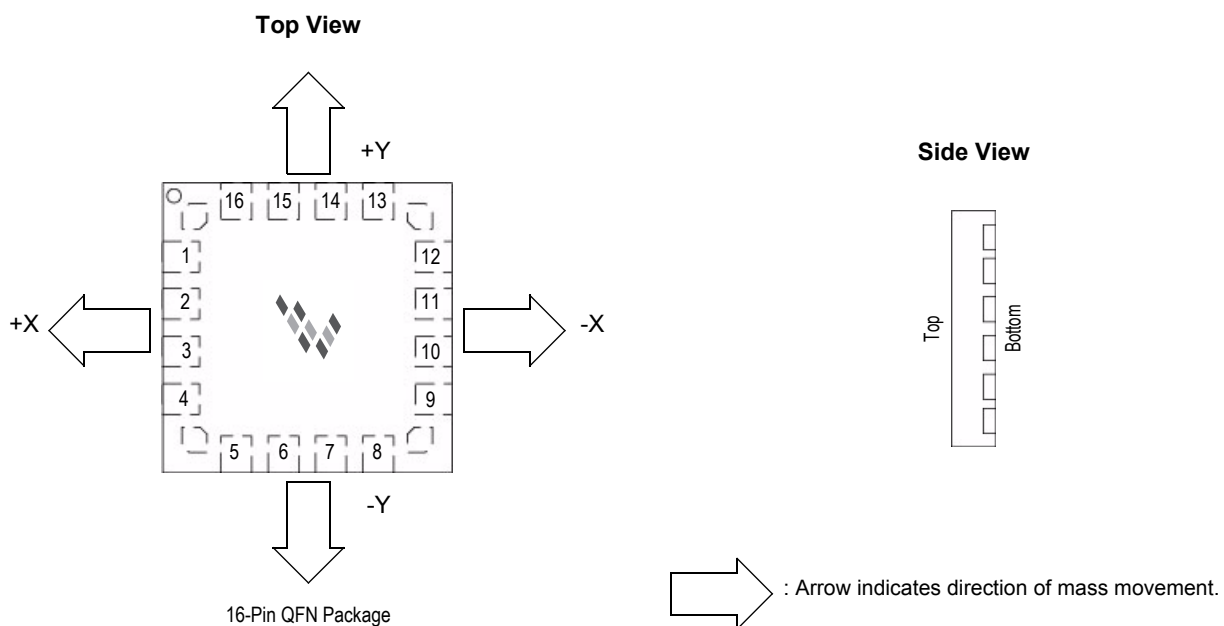 Top View
+Y
Side View
16 15 14 13
1
12
2
11
+X
-X
3
10
4
9
Top
Bottom
5 6 7 8
-Y
: Arrow indicates direction of mass movement.
16-Pin QFN Package